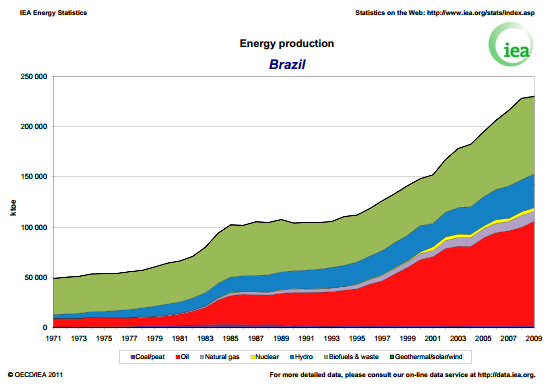 IEA Energy Statistics
Statistics on the Web: http://www.iea.org/stats/index.asp
Energy production
Brazil
iea
250 000
200 000
150 000
100 000
50 000
0
ktoe
1971 1973 1975 1977 1979 1981 1983 1985 1987 1989 1991 1993 1995 1997 1999 2001 2003 2005 2007 2009
Coal/peat Oil Natural gas Nuclear Hydro Biofuels & waste Geothermal/solar/wind
© OECD/IEA 2011
For more detailed data, please consult our on-line data service at http://data.iea.org.